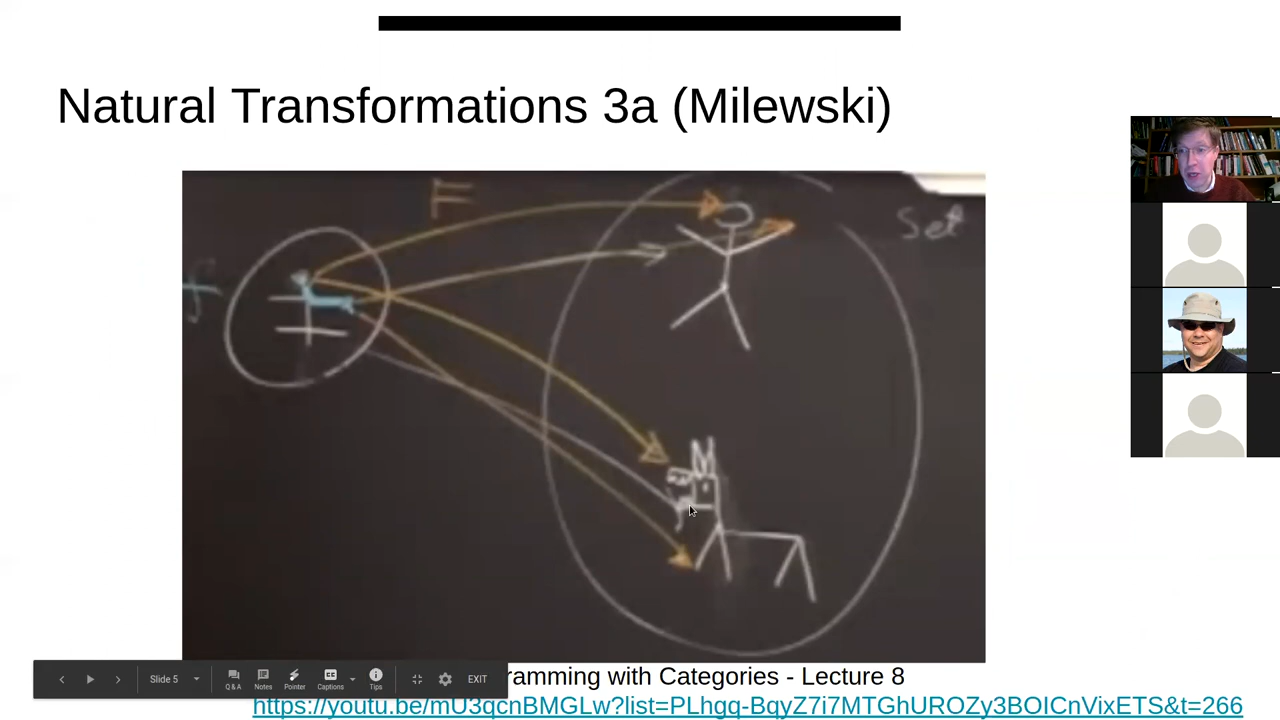 Natural Transformations 3a (Milewski)
F
Set
f
Slide 5
Q & A
Notes
Pointer
Captions
Tips
EXIT
gramming with Categories - Lecture 8
https://youtu.be/mU3qcnBMGLw?list=PLhgq-BqyZ7i7MTGhUROZy3BOICnVixETS&t=266